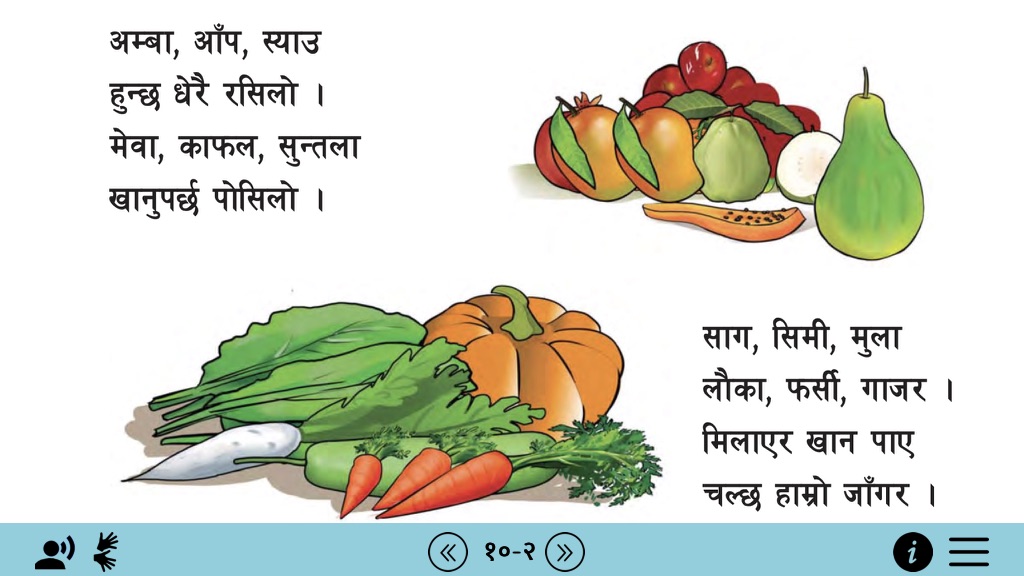 अम्बा, आँप, स्याउ
हुन्छ धेरै रसिलो ।
मेवा, काफल, सुन्तला
खानुपर्छ पोसिलो ।
साग, सिमी, मुला
लौका, फर्सी, गाजर ।
मिलाएर खान पाए
चल्छ हाम्रो जाँगर ।
१०-२